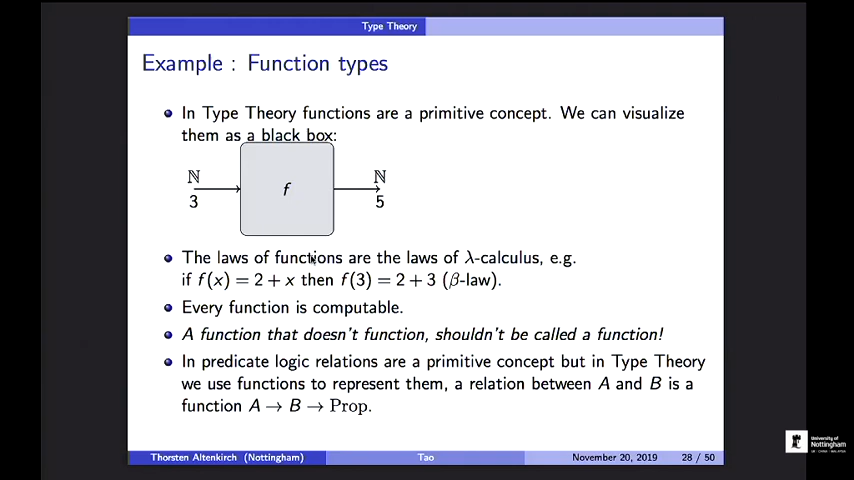 Type Theory
Example : Function types
In Type Theory functions are a primitive concept. We can visualize
them as a black box:
ℕ ℕ
f
3 5
The laws of functions are the laws of λ-calculus, e.g.
if f(x) = 2 + x then f(3) = 2 + 3 (β-law).
Every function is computable.
A function that doesn't function, shouldn't be called a function!
In predicate logic relations are a primitive concept but in Type Theory
we use functions to represent them, a relation between A and B is a
function A → B → Prop.
University of
Nottingham
Thorsten Altenkirch (Nottingham) Tao November 20, 2019 28 / 50